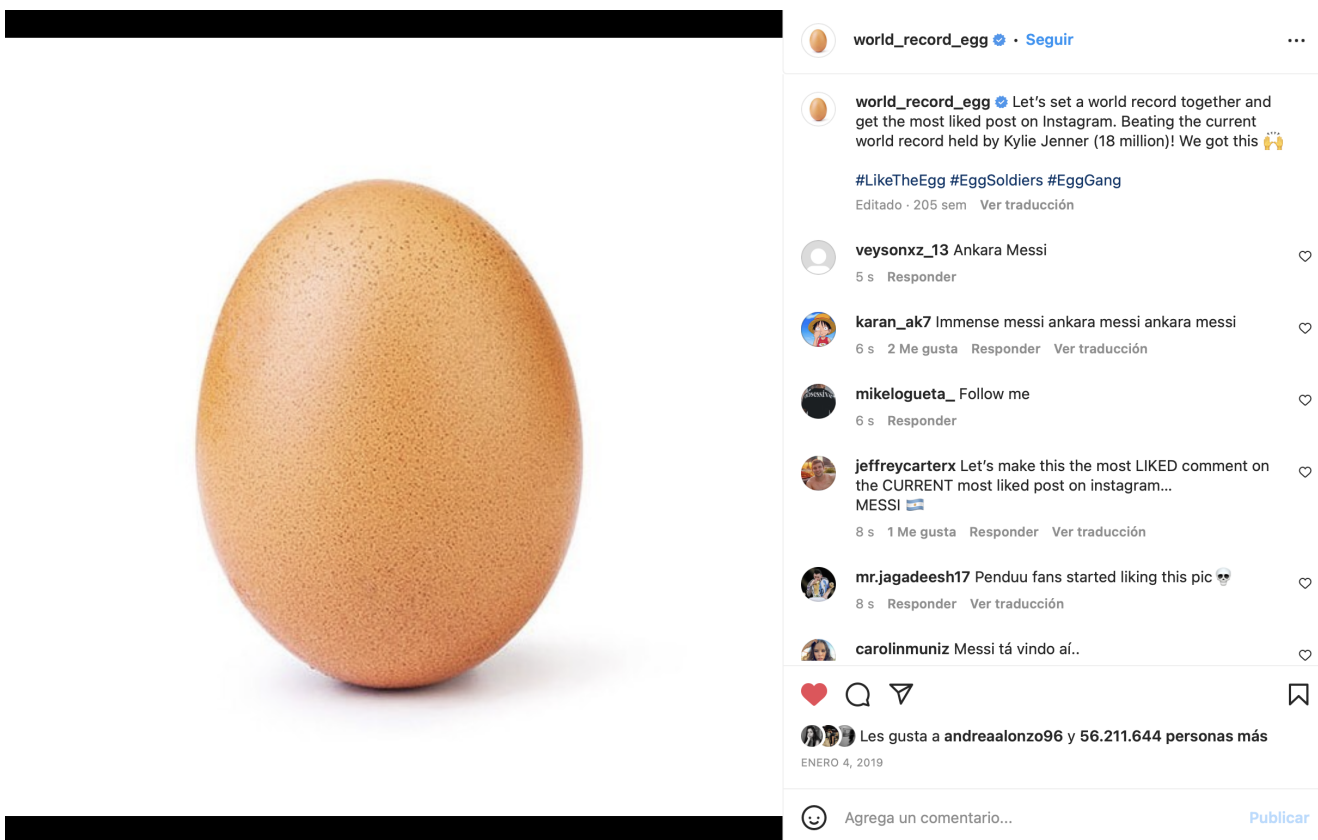 world_record_egg • Seguir
world_record_egg Let's set a world record together and
get the most liked post on Instagram. Beating the current
world record held by Kylie Jenner (18 million)! We got this 🙌
#LikeTheEgg #EggSoldiers #EggGang
Editado · 205 sem Ver traducción
veysonxz_13 Ankara Messi
5 s Responder
karan_ak7 Immense messi ankara messi ankara messi
6 s 2 Me gusta Responder Ver traducción
mikelogueta_ Follow me
6 s Responder
jeffreycarterx Let's make this the most LIKED comment on
the CURRENT most liked post on instagram...
MESSI 🇦🇷
8 s 1 Me gusta Responder Ver traducción
mr.jagadeesh17 Penduu fans started liking this pic💀
8 s Responder Ver traducción
carolinmuniz Messi tá vindo aí..
Les gusta a andreaalonzo96 y 56.211.644 personas más
ENERO 4, 2019
Agrega un comentario... Publicar